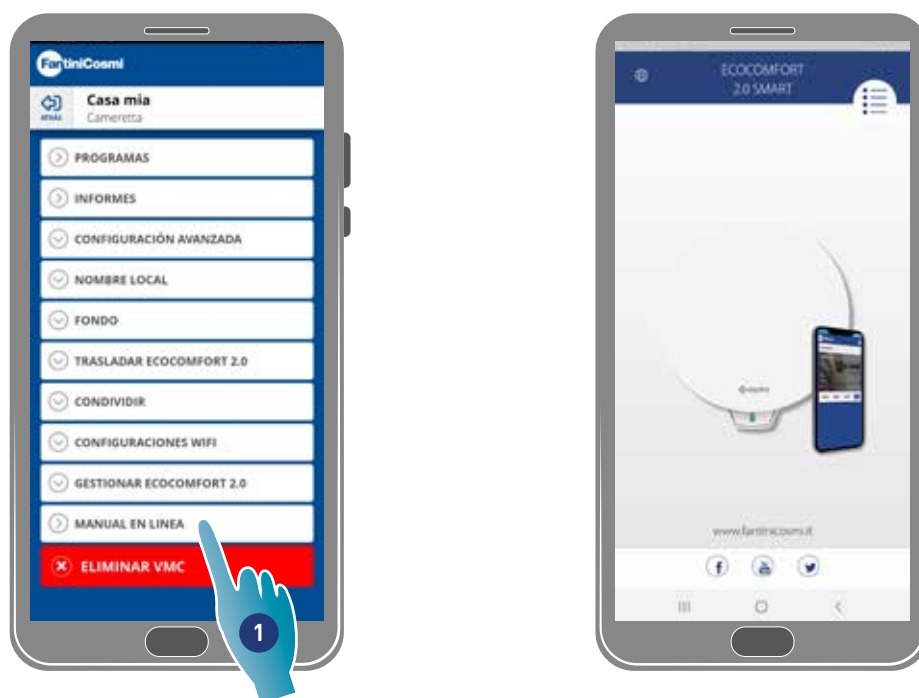 FantiniCosmi
ATRÁS
Casa mia
Cameretta
PROGRAMAS
INFORMES
CONFIGURACIÓN AVANZADA
NOMBRE LOCAL
FONDO
TRASLADAR ECOCOMFORT 2.0
CONDIVIDIR
CONFIGURACIONES WIFI
GESTIONAR ECOCOMFORT 2.0
MANUAL EN LINEA
ELIMINAR VMC
1
ECOCOMFORT
2.0 SMART
www.fantinicosmi.it